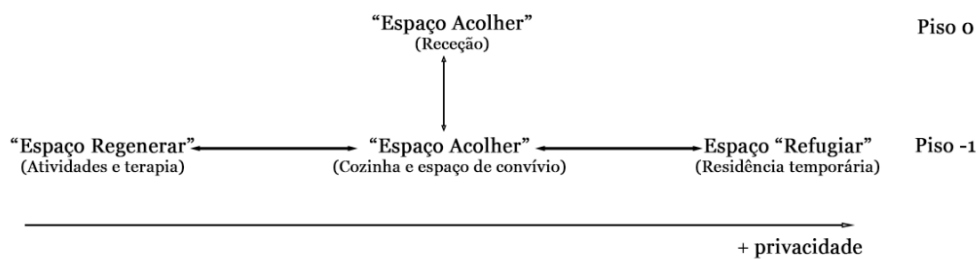 “Espaço Acolher”
(Receção)
Piso 0
“Espaço Regenerar”
(Atividades e terapia)
“Espaço Acolher”
(Cozinha e espaço de convívio)
Espaço “Refugiar”
(Residência temporária)
Piso -1
+ privacidade